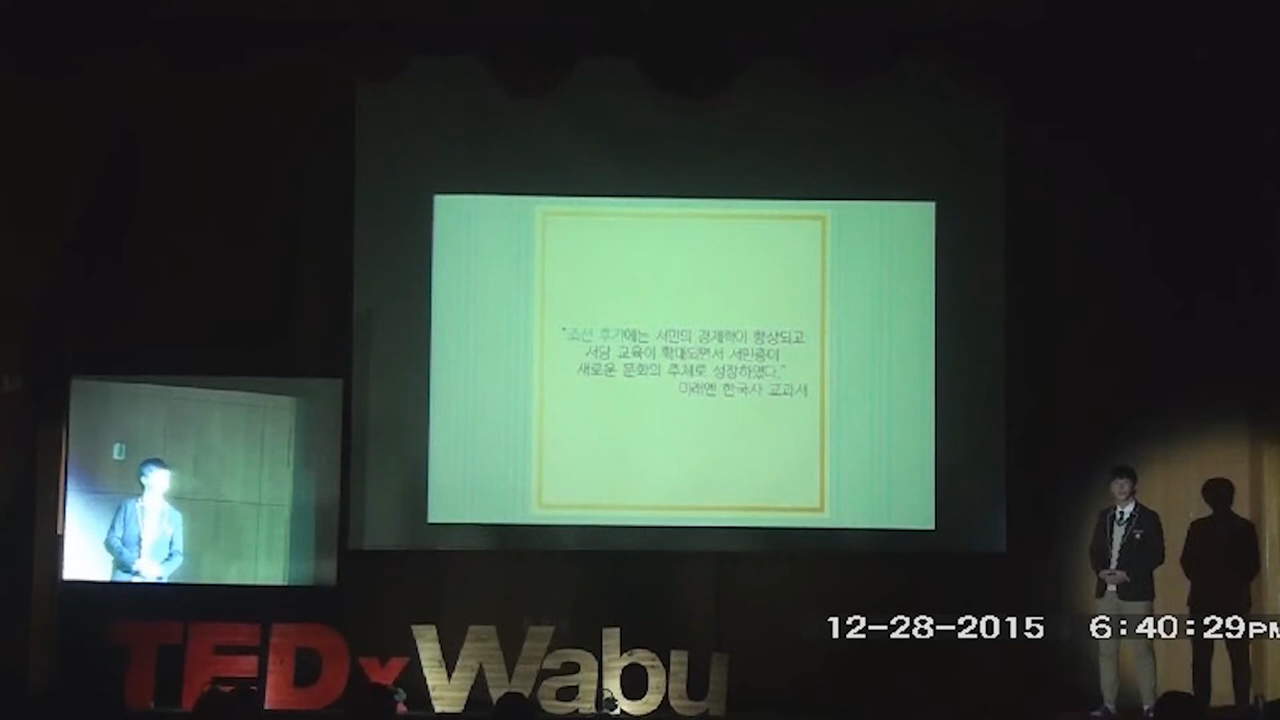 "조선 후기에는 서민의 경제력이 향상되고
서당 교육이 확대되면서 서민층이
새로운 문화의 주체로 성장하였다."
미래엔 한국사 교과서
TEDxWabu
12-28-2015 6:40:29PM